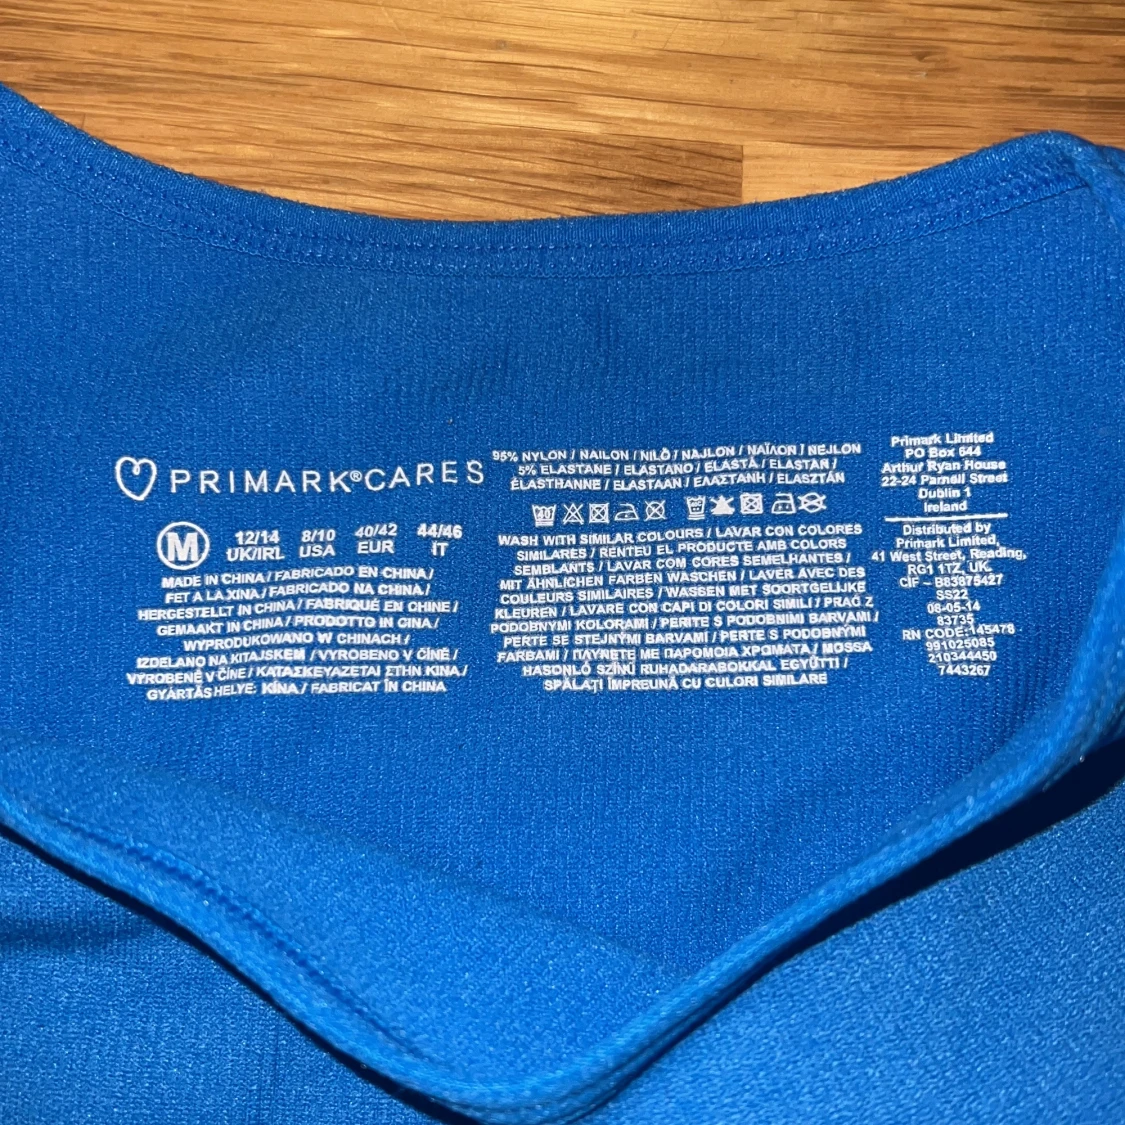 PRIMARK®CARES
M
12/14 8/10 40/42 44/46
UK/IRL USA EUR IT
MADE IN CHINA / FABRICADO EN CHINA /
FET A LA XINA / FABRICADO NA CHINA /
HERGESTELLT IN CHINA / FABRIQUÉ EN CHINE /
GEMAAKT IN CHINA / PRODOTTO IN CINA /
WYPRODUKOWANO W CHINACH /
IZDELANO NA KITAJSKEM / VYROBENO V ČÍNĚ /
VYROBENÉ V ČÍNE / ΚΑΤΑΣΚΕΥΑΖΕΤΑΙ ΣΤΗΝ ΚΙΝΑ /
GYÁRTÁS HELYE: KÍNA / FABRICAT ÎN CHINA
95% NYLON / NAILON / NILÓ / NAJLON / ΝΑΪΛΟΝ / NEJLON
5% ELASTANE / ELASTANO / ELASTÀ / ELASTAN /
ÉLASTHANNE / ELASTAAN / ΕΛΑΣΤΑΝΗ / ELASZTÁN
WASH WITH SIMILAR COLOURS / LAVAR CON COLORES
SIMILARES / RENTEU EL PRODUCTE AMB COLORS
SEMBLANTS / LAVAR COM CORES SEMELHANTES /
MIT ÄHNLICHEN FARBEN WASCHEN / LAVER AVEC DES
COULEURS SIMILAIRES / WASSEN MET SOORTGELIJKE
KLEUREN / LAVARE CON CAPI DI COLORI SIMILI / PRAĆ Z
PODOBNYMI KOLORAMI / PERITE S PODOBNIMI BARVAMI /
PERTE SE STEJNÝMI BARVAMI / PERTE S PODOBNÝMI
FARBAMI / ΠΛΥΝΕΤΕ ΜΕ ΠΑΡΟΜΟΙΑ ΧΡΩΜΑΤΑ / MOSSA
HASONLÓ SZÍNŰ RUHADARABOKKAL EGYÜTT! /
SPĂLAȚI ÎMPREUNĂ CU CULORI SIMILARE
Primark Limited
PO Box 644
Arthur Ryan House
22-24 Parnell Street
Dublin 1
Ireland
Distributed by
Primark Limited,
41 West Street, Reading,
RG1 1TZ, UK.
CIF – B83875427
SS22
08-05-14
83735
RN CODE:145478
991025085
210344450
7443267